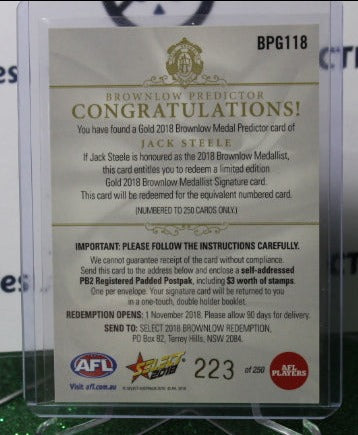 BPG118
BROWNLOW PREDICTOR
CONGRATULATIONS!
You have found a Gold 2018 Brownlow Medal Predictor card of
JACK STEELE
If Jack Steele is honoured as the 2018 Brownlow Medallist,
this card entitles you to redeem a limited edition
Gold 2018 Brownlow Medallist Signature card.
This card will be redeemed for the equivalent numbered card.
(NUMBERED TO 250 CARDS ONLY.)
IMPORTANT: PLEASE FOLLOW THE INSTRUCTIONS CAREFULLY.
We cannot guarantee receipt of the card without compliance.
Send this card to the address below and enclose a self-addressed
PB2 Registered Padded Postpak, including $3 worth of stamps.
One per envelope. Your signature card will be returned to you
in a one-touch, double holder booklet.
REDEMPTION OPENS: 1 November 2018. Please allow 90 days for delivery.
SEND TO: SELECT 2018 BROWNLOW REDEMPTION,
PO Box 82, Terrey Hills, NSW 2084.
AFL
Visit afl.com.au
SELECT
2018
223 of 250
AFL
PLAYERS